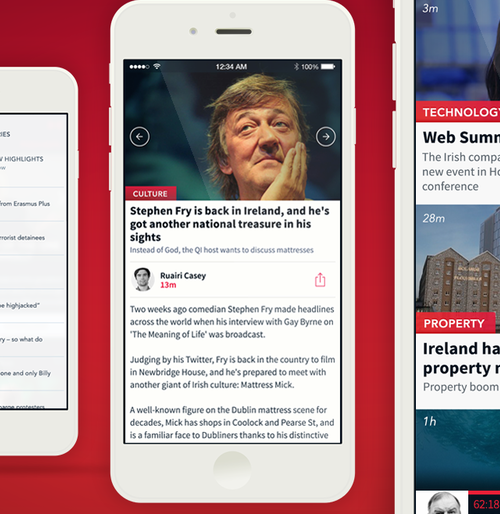 RIES
HIGHLIGHTS
from Erasmus Plus
detainees
be highjacked"
ry – so what do
one and only Billy
12:34 AM
100%
CULTURE
Stephen Fry is back in Ireland, and he's
got another national treasure in his
sights
Instead of God, the QI host wants to discuss mattresses
Ruairi Casey
13m
Two weeks ago comedian Stephen Fry made headlines
across the world when his interview with Gay Byrne on
'The Meaning of Life' was broadcast.
Judging by his Twitter, Fry is back in the country to film
in Newbridge House, and he's prepared to meet with
another giant of Irish culture: Mattress Mick.
A well-known figure on the Dublin mattress scene for
decades, Mick has shops in Coolock and Pearse St, and
is a familiar face to Dubliners thanks to his distinctive
3m
TECHNOLOGY
Web Summ
The Irish compa
new event in Ho
conference
28m
PROPERTY
Ireland ha
property m
Property boom
1h
62:18